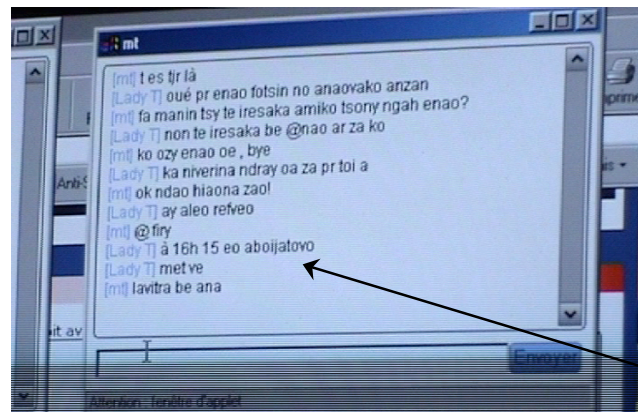 mt
[mt] t es tjr là
[Lady T] oué pr enao fotsin no anaovako anzan
[mt] fa manin tsy te iresaka amiko tsony ngah enao?
[Lady T] non te iresaka be @nao ar za ko
[mt] ko ozy enao oe , bye
[Lady T] ka niverina ndray oa za pr toi a
[mt] ok ndao hiaona zao!
[Lady T] ay aleo refveo
[mt] @ firy
[Lady T] à 16h 15 eo aboijatovo
[Lady T] met ve
[mt] lavitra be ana
Envoyer
Attention : fenêtre d'applet
Anti-S
it av